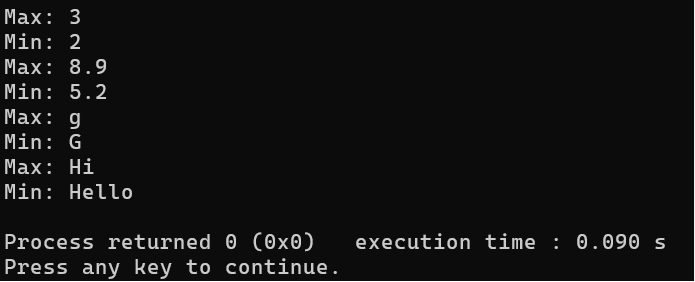 Max: 3
Min: 2
Max: 8.9
Min: 5.2
Max: g
Min: G
Max: Hi
Min: Hello
Process returned 0 (0x0)   execution time : 0.090 s
Press any key to continue.